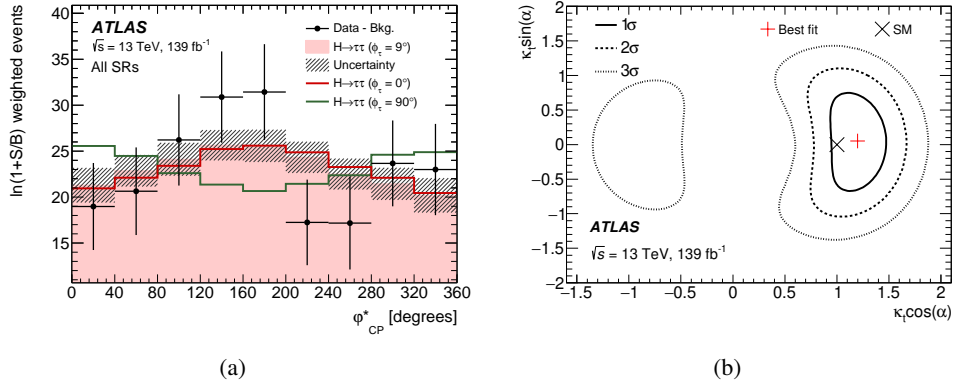 ATLAS
√s = 13 TeV, 139 fb⁻¹
All SRs
Data - Bkg.
H→ττ (ϕτ = 9°)
Uncertainty
H→ττ (ϕτ = 0°)
H→ττ (ϕτ = 90°)
ln(1+S/B) weighted events
40
35
30
25
20
15
0 40 80 120 160 200 240 280 320 360
φ*CP [degrees]
(a)
1σ
2σ
3σ
Best fit
SM
κt sin(α)
2
1.5
1
0.5
0
−0.5
−1
−1.5
−2
ATLAS
√s = 13 TeV, 139 fb⁻¹
−1.5 −1 −0.5 0 0.5 1 1.5 2
κt cos(α)
(b)